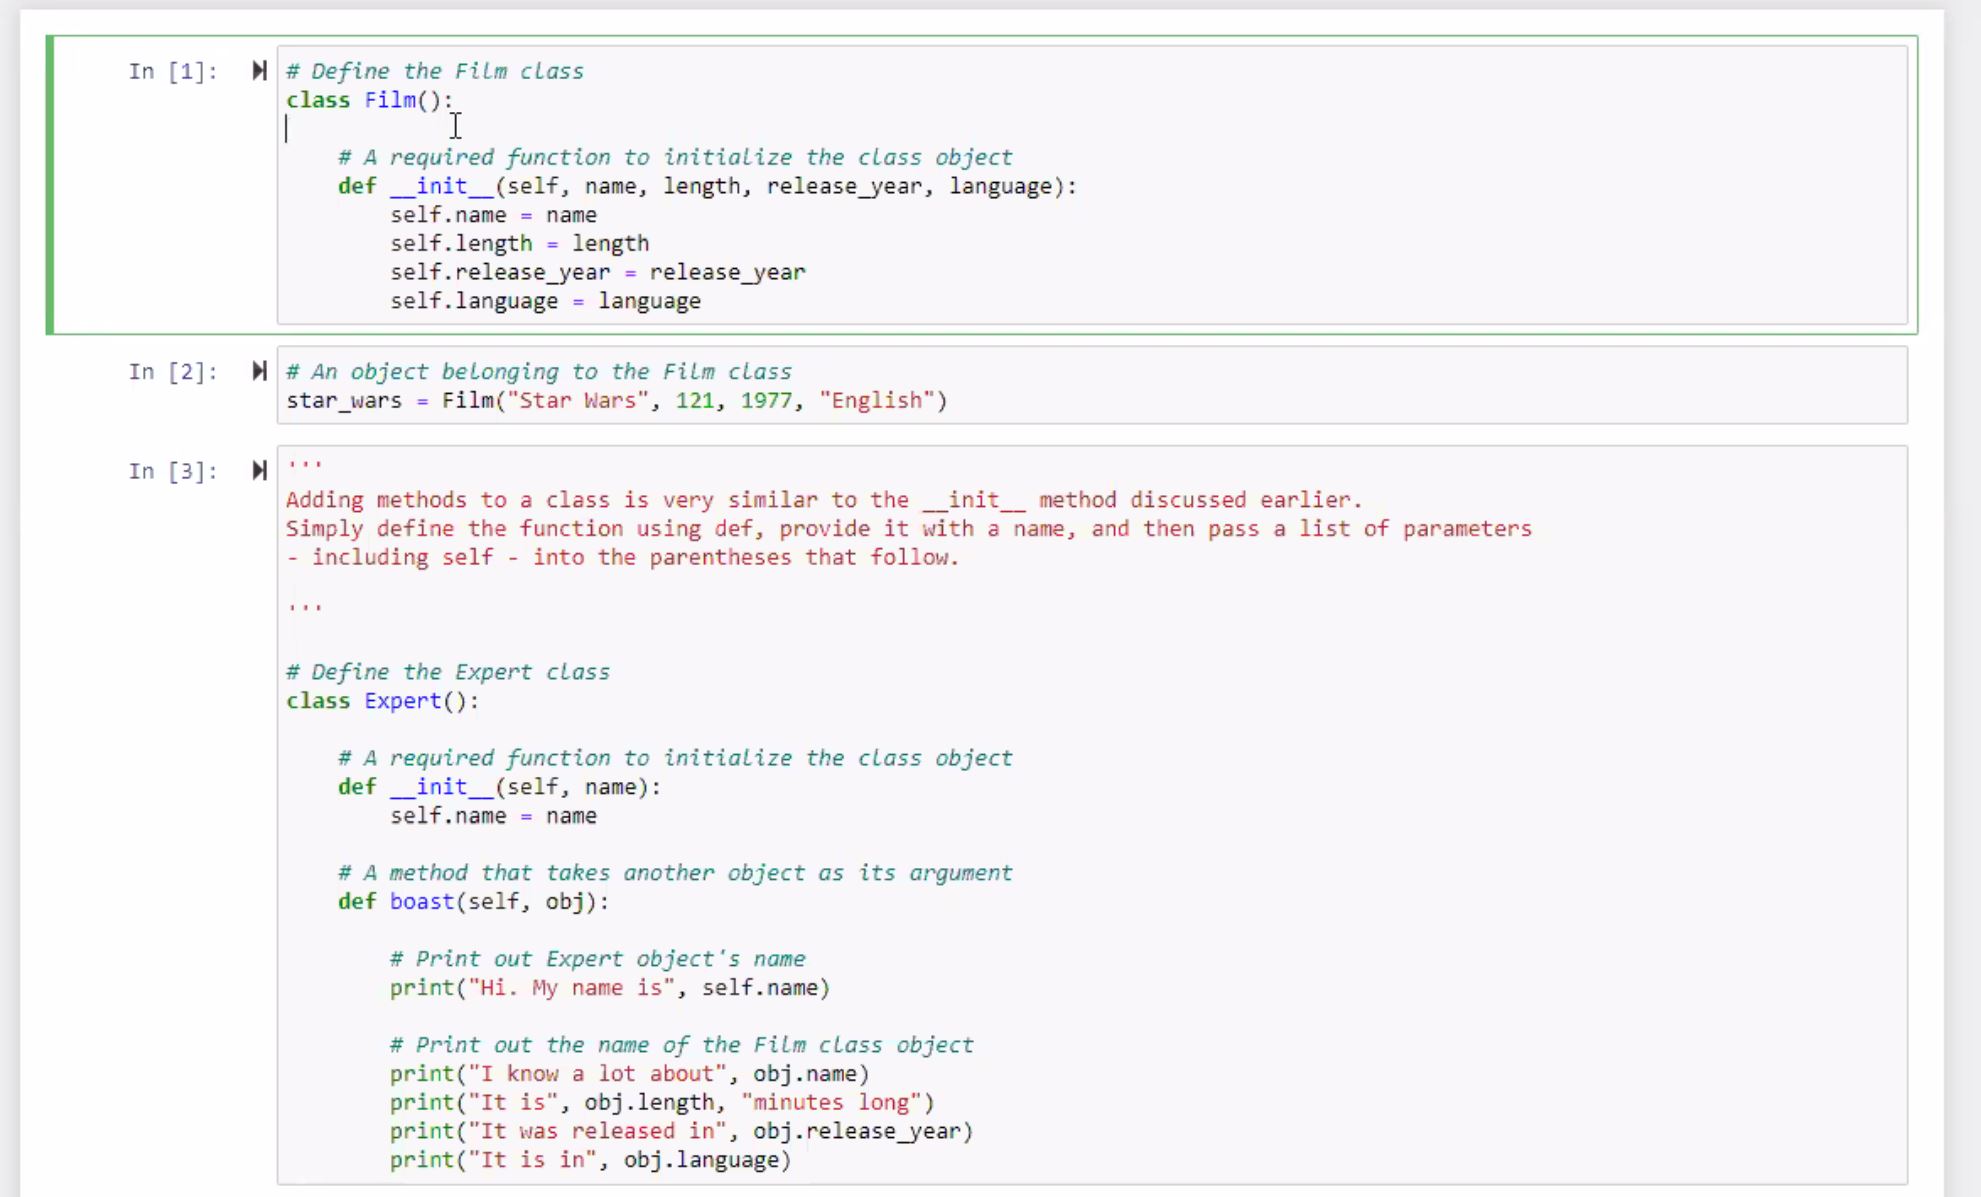 In [1]:
# Define the Film class
class Film():
    # A required function to initialize the class object
    def __init__(self, name, length, release_year, language):
        self.name = name
        self.length = length
        self.release_year = release_year
        self.language = language
In [2]:
# An object belonging to the Film class
star_wars = Film("Star Wars", 121, 1977, "English")
In [3]:
'''
Adding methods to a class is very similar to the __init__ method discussed earlier.
Simply define the function using def, provide it with a name, and then pass a list of parameters
- including self - into the parentheses that follow.
'''
# Define the Expert class
class Expert():
    # A required function to initialize the class object
    def __init__(self, name):
        self.name = name
    # A method that takes another object as its argument
    def boast(self, obj):
        # Print out Expert object's name
        print("Hi. My name is", self.name)
        # Print out the name of the Film class object
        print("I know a lot about", obj.name)
        print("It is", obj.length, "minutes long")
        print("It was released in", obj.release_year)
        print("It is in", obj.language)